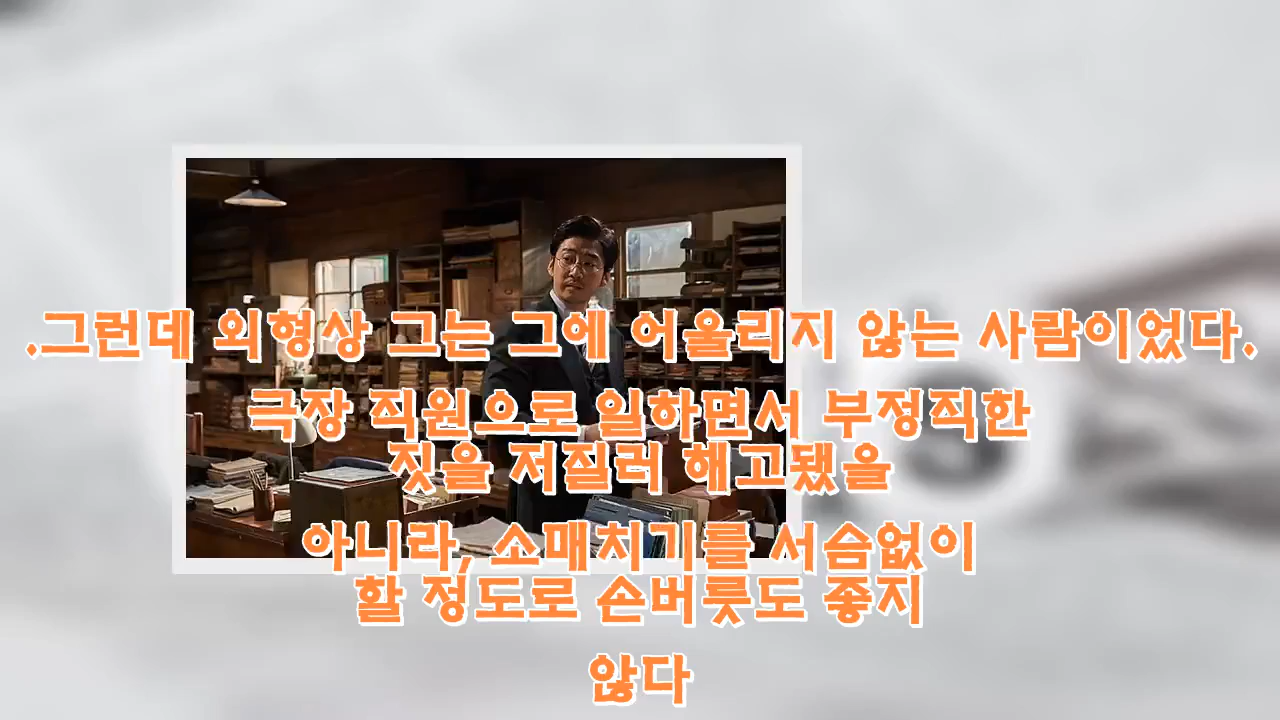 .그런데 외형상 그는 그에 어울리지 않는 사람이었다.
극장 직원으로 일하면서 부정직한
짓을 저질러 해고됐을
아니라, 소매치기를 서슴없이
할 정도로 손버릇도 좋지
않다